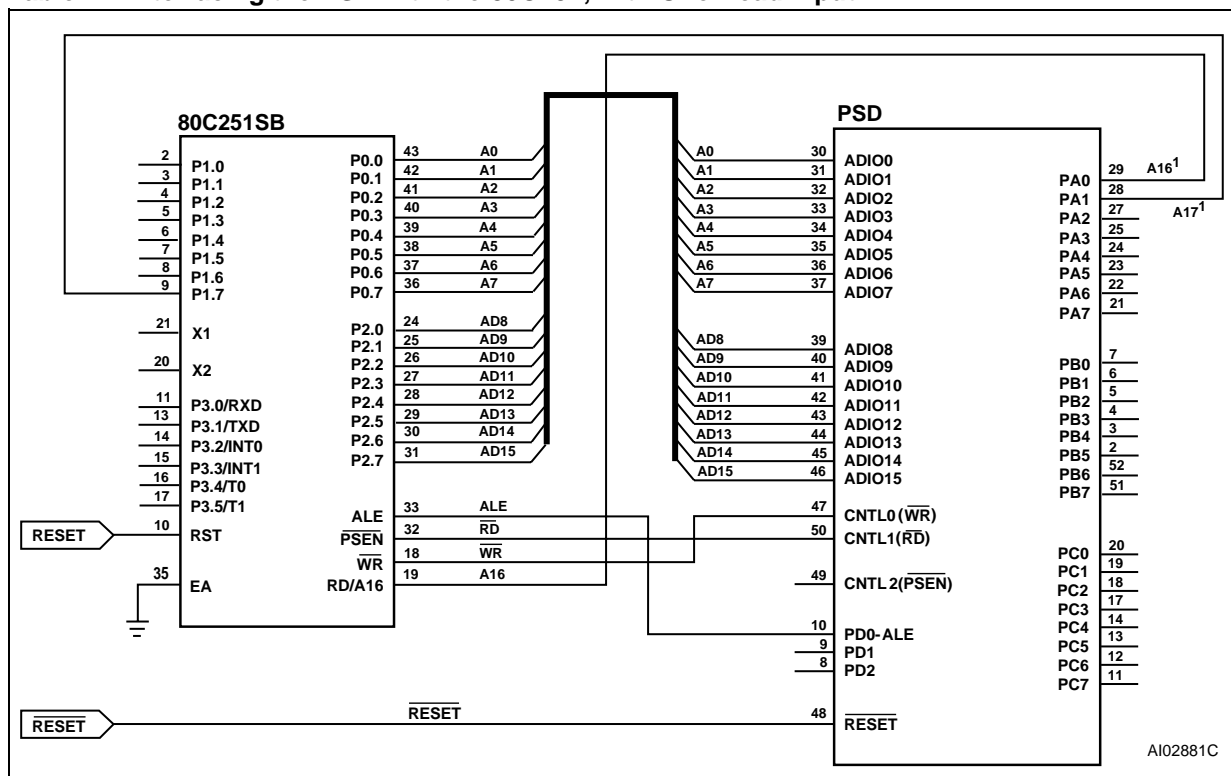 80C251SB
2 P1.0
3 P1.1
4 P1.2
5 P1.3
6 P1.4
7 P1.5
8 P1.6
9 P1.7
21 X1
20 X2
11 P3.0/RXD
13 P3.1/TXD
14 P3.2/INT0
15 P3.3/INT1
16 P3.4/T0
17 P3.5/T1
RESET 10 RST
35 EA
P0.0 43 A0
P0.1 42 A1
P0.2 41 A2
P0.3 40 A3
P0.4 39 A4
P0.5 38 A5
P0.6 37 A6
P0.7 36 A7
P2.0 24 AD8
P2.1 25 AD9
P2.2 26 AD10
P2.3 27 AD11
P2.4 28 AD12
P2.5 29 AD13
P2.6 30 AD14
P2.7 31 AD15
ALE 33 ALE
PSEN 32 RD
WR 18 WR
RD/A16 19 A16
PSD
A0 30 ADIO0
A1 31 ADIO1
A2 32 ADIO2
A3 33 ADIO3
A4 34 ADIO4
A5 35 ADIO5
A6 36 ADIO6
A7 37 ADIO7
AD8 39 ADIO8
AD9 40 ADIO9
AD10 41 ADIO10
AD11 42 ADIO11
AD12 43 ADIO12
AD13 44 ADIO13
AD14 45 ADIO14
AD15 46 ADIO15
47 CNTL0(WR)
50 CNTL1(RD)
49 CNTL 2(PSEN)
10 PD0-ALE
9 PD1
8 PD2
RESET RESET 48 RESET
PA0 29 A16¹
PA1 28 A17¹
PA2 27
PA3 25
PA4 24
PA5 23
PA6 22
PA7 21
PB0 7
PB1 6
PB2 5
PB3 4
PB4 3
PB5 2
PB6 52
PB7 51
PC0 20
PC1 19
PC2 18
PC3 17
PC4 14
PC5 13
PC6 12
PC7 11
AI02881C